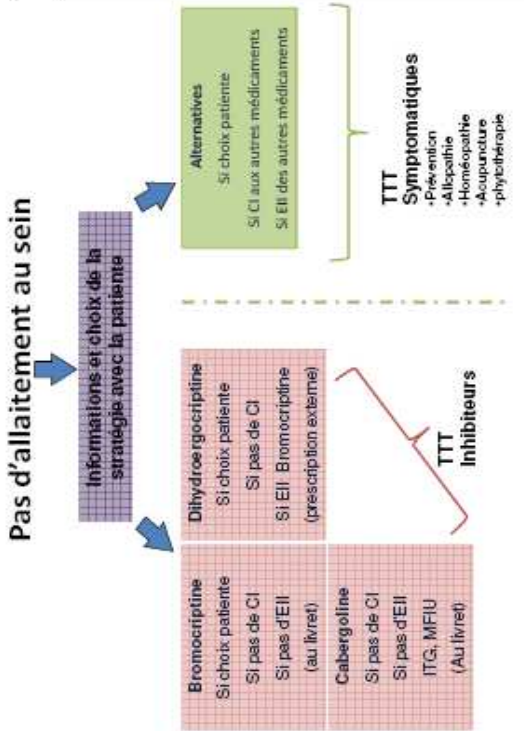 Pas d'allaitement au sein
Informations et choix de la
stratégie avec la patiente
Bromocriptine
Si choix patiente
Si pas de CI
Si pas d'EII
(au livret)
Dihydroergocriptine
Si choix patiente
Si pas de CI
Si EII Bromocriptine
(prescription externe)
Cabergoline
Si pas de CI
Si pas d'EII
ITG, MFIU
(Au livret)
TTT
Inhibiteurs
Alternatives
Si choix patiente
Si CI aux autres médicaments
Si EII des autres médicaments
TTT
Symptomatiques
•Prévention
•Allopathie
•Homéopathie
•Acupuncture
•phytothérapie